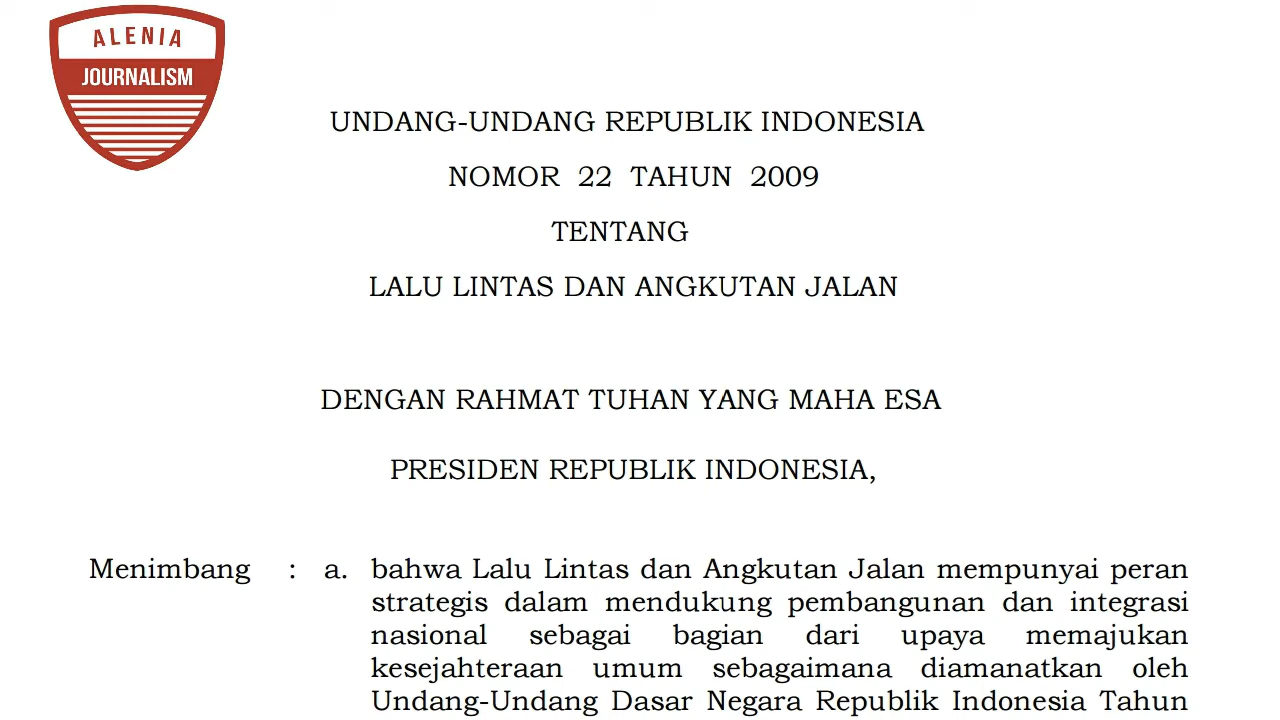 ALENIA
JOURNALISM
UNDANG-UNDANG REPUBLIK INDONESIA
NOMOR 22 TAHUN 2009
TENTANG
LALU LINTAS DAN ANGKUTAN JALAN
DENGAN RAHMAT TUHAN YANG MAHA ESA
PRESIDEN REPUBLIK INDONESIA,
Menimbang : a. bahwa Lalu Lintas dan Angkutan Jalan mempunyai peran
strategis dalam mendukung pembangunan dan integrasi
nasional sebagai bagian dari upaya memajukan
kesejahteraan umum sebagaimana diamanatkan oleh
Undang-Undang Dasar Negara Republik Indonesia Tahun